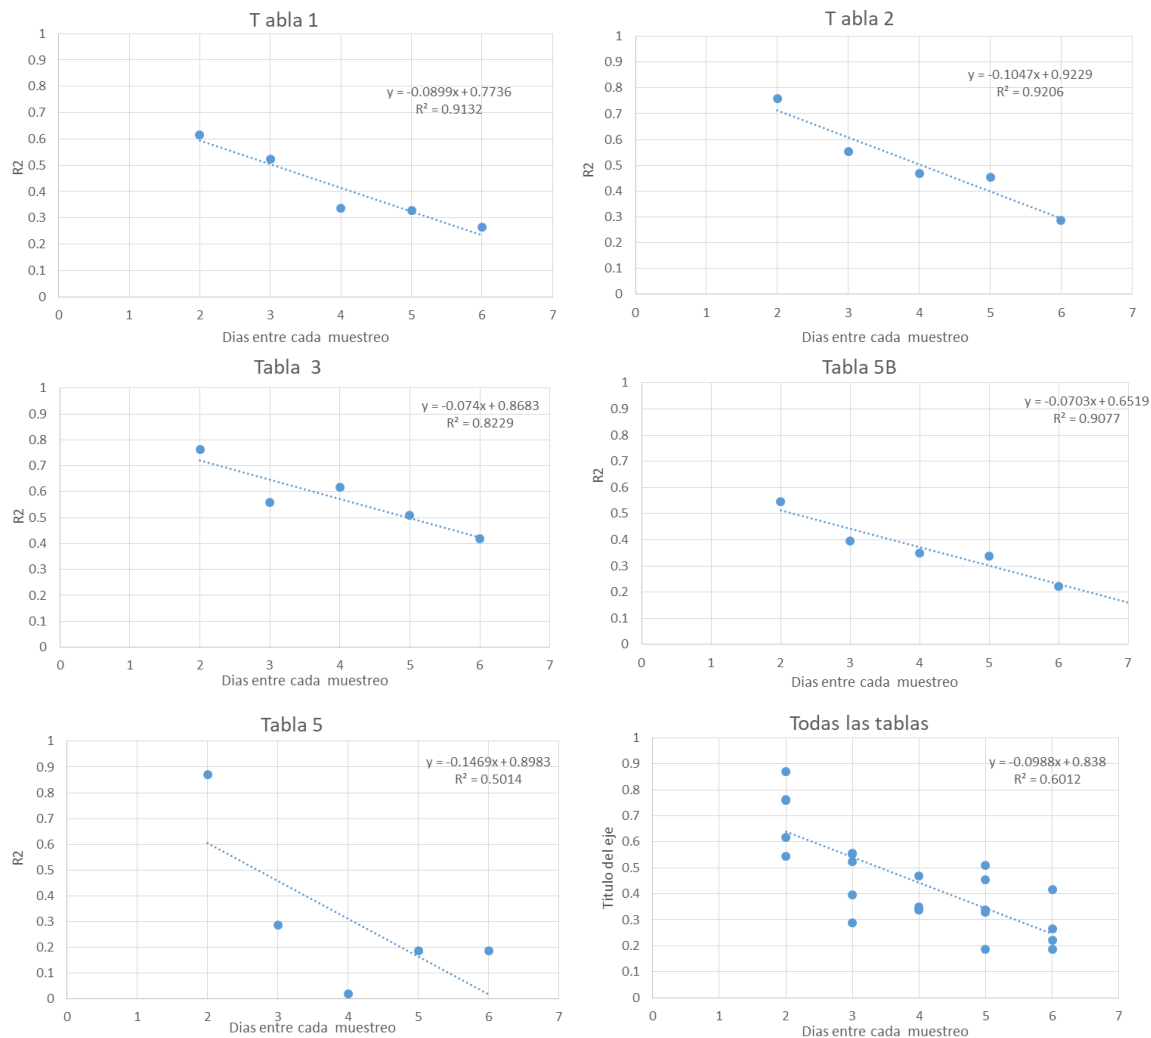 T abla 1
1
0.9
0.8
0.7
0.6
0.5
0.4
0.3
0.2
0.1
0
R2
y = -0.0899x + 0.7736
R² = 0.9132
0 1 2 3 4 5 6 7
Dias entre cada muestreo
T abla 2
1
0.9
0.8
0.7
0.6
0.5
0.4
0.3
0.2
0.1
0
R2
y = -0.1047x + 0.9229
R² = 0.9206
0 1 2 3 4 5 6 7
Dias entre cada muestreo
Tabla 3
1
0.9
0.8
0.7
0.6
0.5
0.4
0.3
0.2
0.1
0
R2
y = -0.074x + 0.8683
R² = 0.8229
0 1 2 3 4 5 6 7
Dias entre cada muestreo
Tabla 5B
1
0.9
0.8
0.7
0.6
0.5
0.4
0.3
0.2
0.1
0
R2
y = -0.0703x + 0.6519
R² = 0.9077
0 1 2 3 4 5 6 7
Dias entre cada muestreo
Tabla 5
1
0.9
0.8
0.7
0.6
0.5
0.4
0.3
0.2
0.1
0
R2
y = -0.1469x + 0.8983
R² = 0.5014
0 1 2 3 4 5 6 7
Dias entre cada muestreo
Todas las tablas
1
0.9
0.8
0.7
0.6
0.5
0.4
0.3
0.2
0.1
0
Título del eje
y = -0.0988x + 0.838
R² = 0.6012
0 1 2 3 4 5 6 7
Dias entre cada muestreo